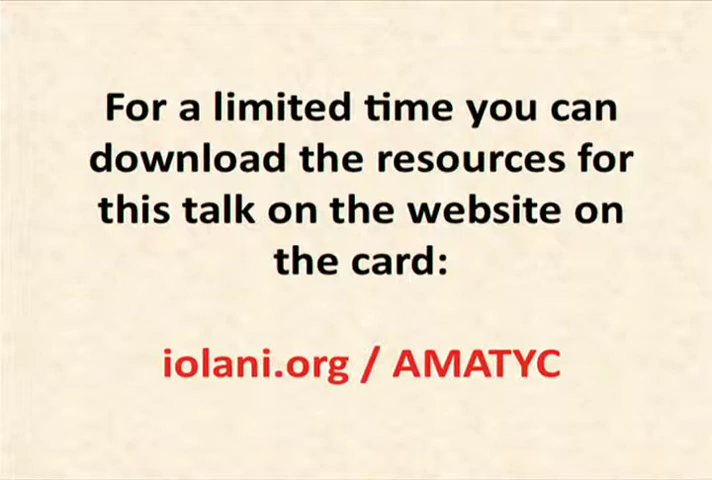 For a limited time you can
download the resources for
this talk on the website on
the card:
iolani.org / AMATYC